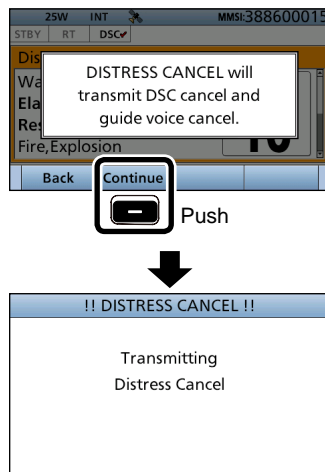 25W INT MMSI:388600015
STBY RT DSC
Dis
DISTRESS CANCEL will
transmit DSC cancel and
guide voice cancel.
Wa
Ela
Res
Fire,Explosion
Back Continue
Push
!! DISTRESS CANCEL !!
Transmitting
Distress Cancel